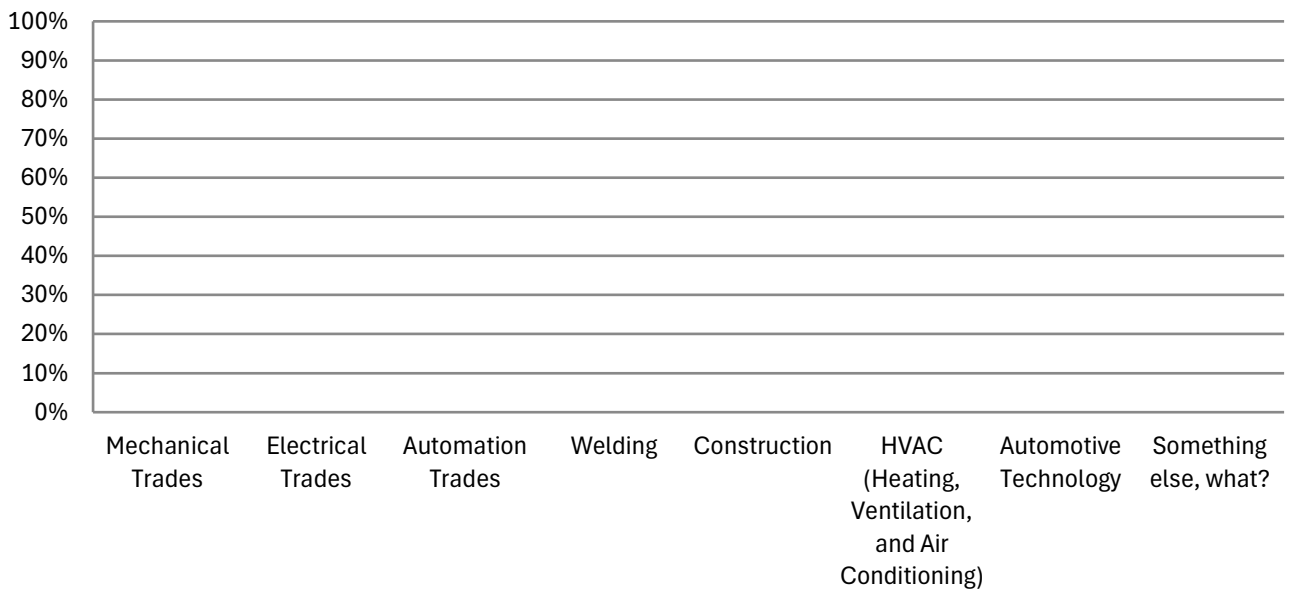 100%
90%
80%
70%
60%
50%
40%
30%
20%
10%
0%
Mechanical
Trades
Electrical
Trades
Automation
Trades
Welding
Construction
HVAC
(Heating,
Ventilation,
and Air
Conditioning)
Automotive
Technology
Something
else, what?